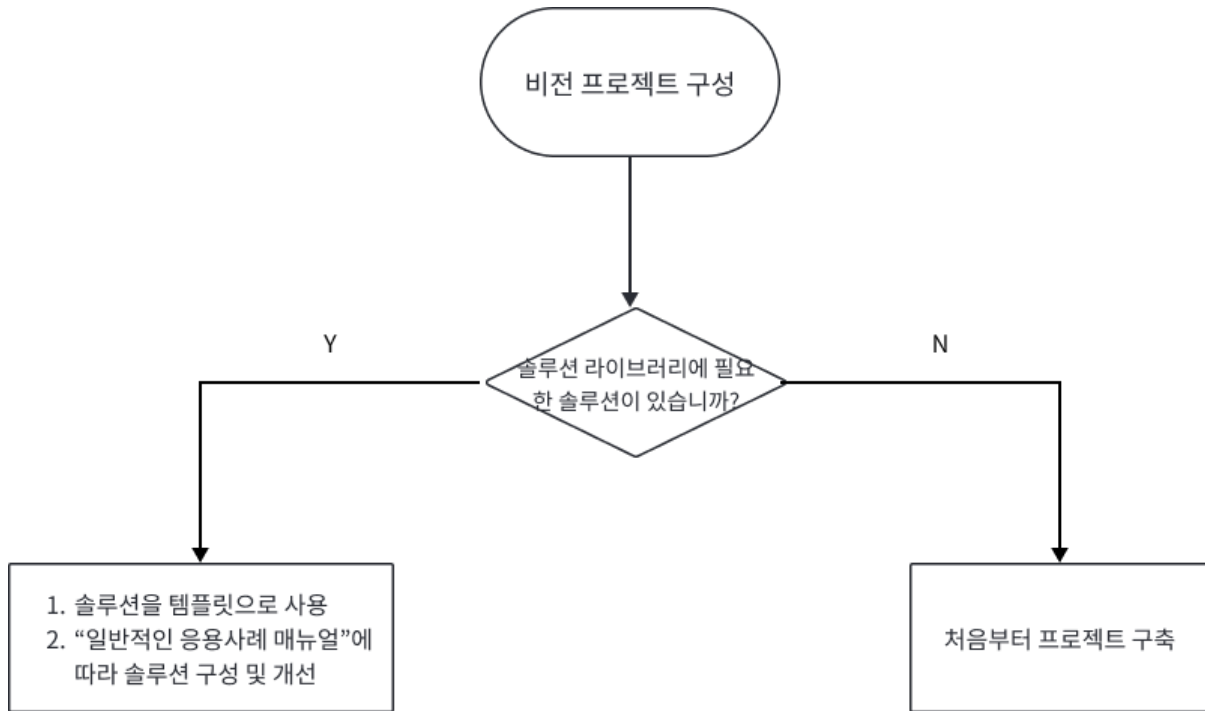 비전 프로젝트 구성
Y
N
솔루션 라이브러리에 필요
한 솔루션이 있습니까?
1. 솔루션을 템플릿으로 사용
2. “일반적인 응용사례 매뉴얼”에
따라 솔루션 구성 및 개선
처음부터 프로젝트 구축